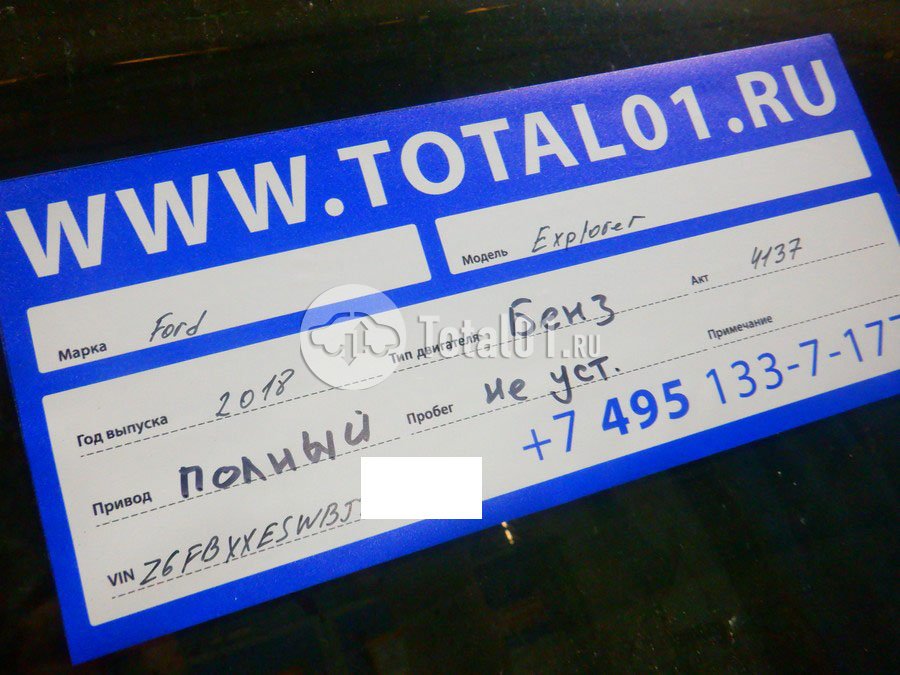 WWW.TOTAL01.RU
Марка Ford Модель Explorer
Год выпуска 2018 Тип двигателя Бенз Акт 4137
Привод полный Пробег не уст. Примечание
VIN Z6FBXXESWBJ
+7 495 133-7-177
Total01.RU